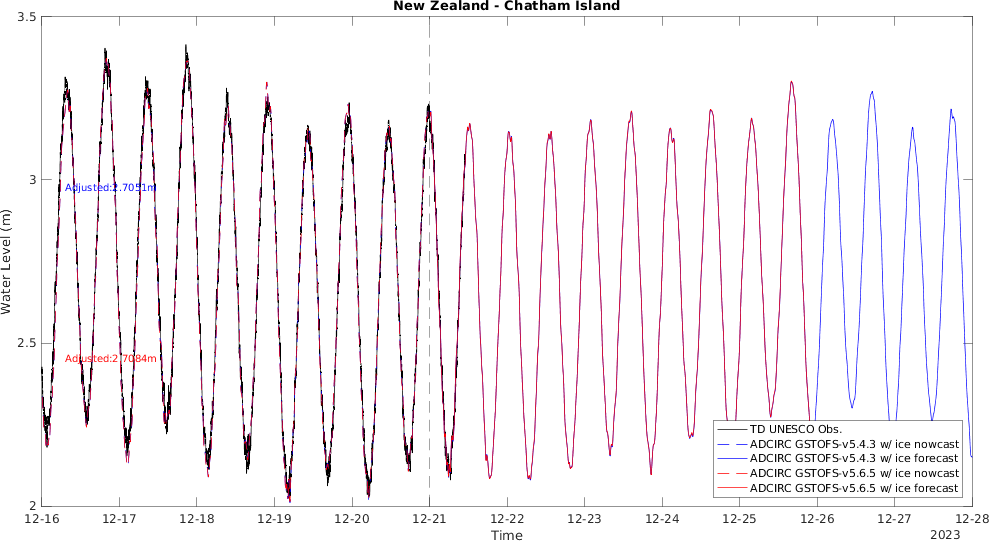 New Zealand - Chatham Island
3.5
3
2.5
2
Water Level (m)
Adjusted:2.7051m
Adjusted:2.7084m
TD UNESCO Obs.
ADCIRC GSTOFS-v5.4.3 w/ ice nowcast
ADCIRC GSTOFS-v5.4.3 w/ ice forecast
ADCIRC GSTOFS-v5.6.5 w/ ice nowcast
ADCIRC GSTOFS-v5.6.5 w/ ice forecast
12-16 12-17 12-18 12-19 12-20 12-21 12-22 12-23 12-24 12-25 12-26 12-27 12-28
Time
2023